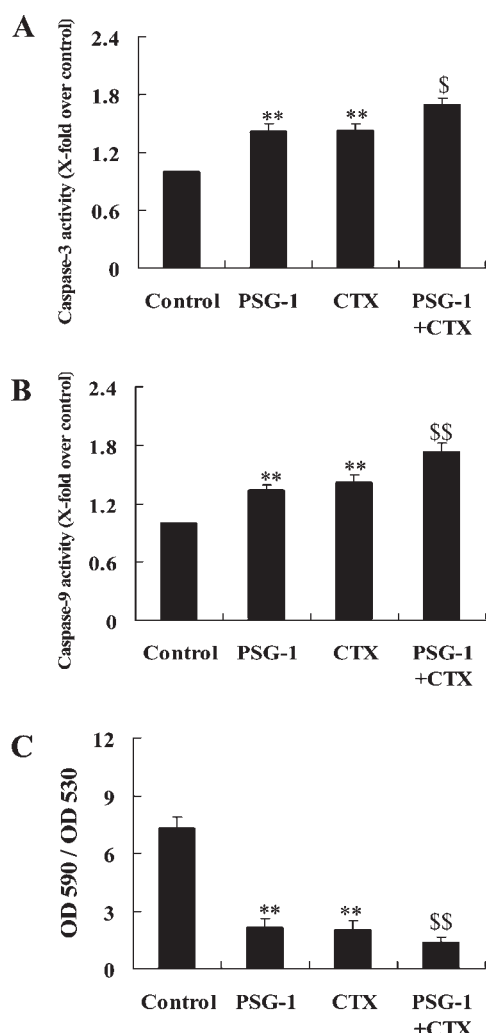 A
Caspase-3 activity (X-fold over control)
2.4
1.8
1.2
0.6
0
**
**
$
Control
PSG-1
CTX
PSG-1
+CTX
B
Caspase-9 activity (X-fold over control)
2.4
1.8
1.2
0.6
0
**
**
$$
Control
PSG-1
CTX
PSG-1
+CTX
C
OD 590 / OD 530
12
9
6
3
0
**
**
$$
Control
PSG-1
CTX
PSG-1
+CTX